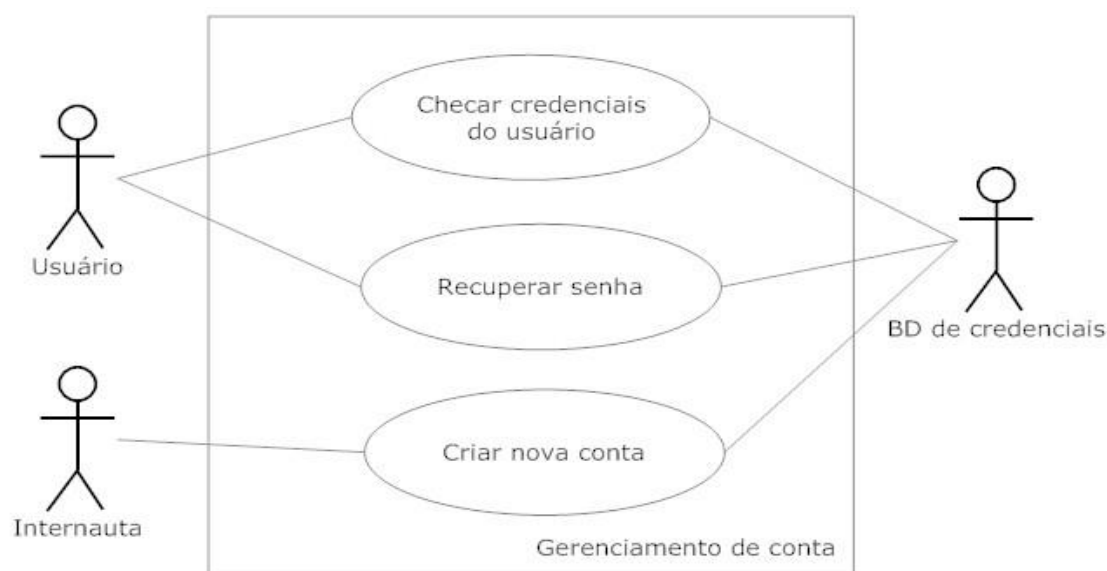 Checar credenciais
do usuário
Usuário
Recuperar senha
BD de credenciais
Criar nova conta
Internauta
Gerenciamento de conta